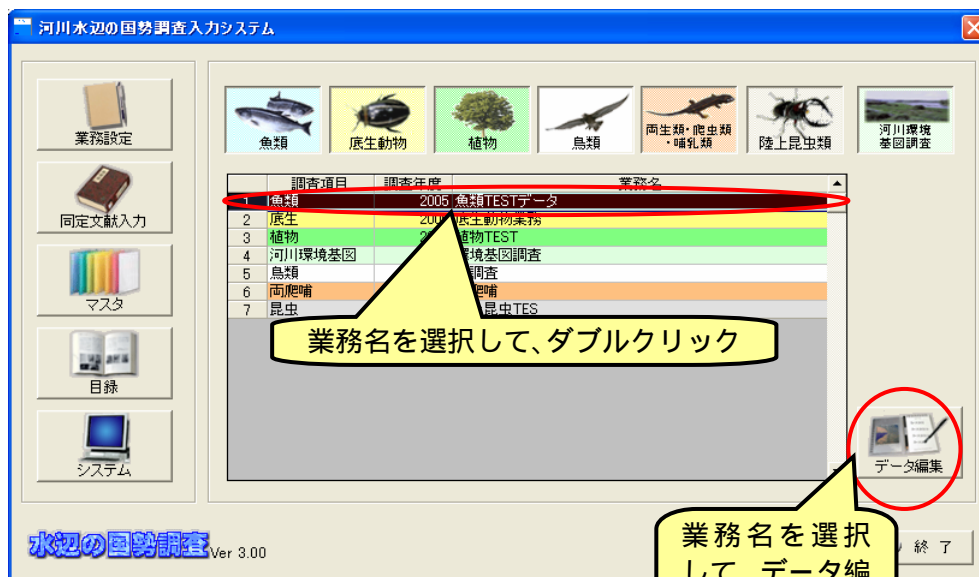 河川水辺の国勢調査入力システム
業務設定
同定文献入力
マスタ
目録
システム
魚類
底生動物
植物
鳥類
両生類・爬虫類
・哺乳類
陸上昆虫類
河川環境
基図調査
調査項目 調査年度 業務名
1 魚類 2005 魚類TESTデータ
2 底生 底生動物業務
3 植物 植物TEST
4 河川環境基図 環境基図調査
5 鳥類 調査
6 両爬哺 爬哺
7 昆虫 昆虫TES
業務名を選択して、ダブルクリック
データ編集
業務名を選択
して、データ編
水辺の国勢調査 Ver 3.00
終了